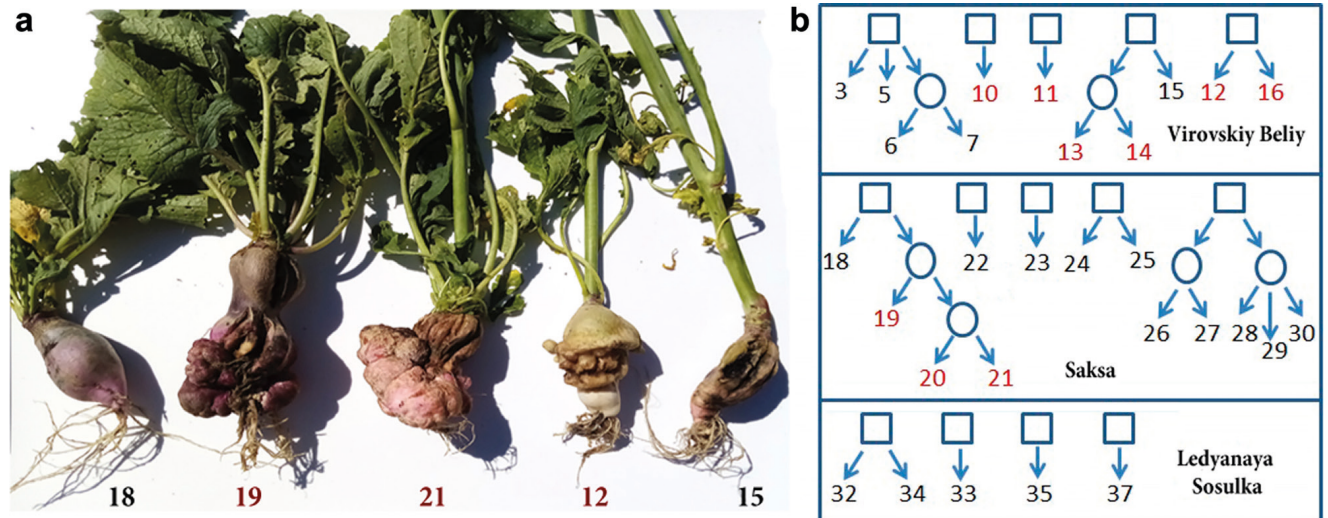 a
18 19 21 12 15
b
3 5 10 11 15 12 16
6 7 13 14
Virovskiy Beliy
18 22 23 24 25
19 26 27 28 29 30
20 21
Saksa
32 34 33 35 37
Ledyanaya
Sosulka